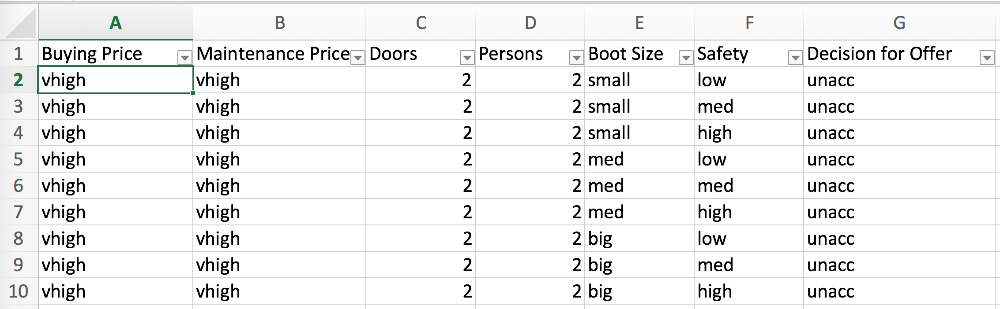 A B C D E F G
1 Buying Price Maintenance Price Doors Persons Boot Size Safety Decision for Offer
2 vhigh vhigh 2 2 small low unacc
3 vhigh vhigh 2 2 small med unacc
4 vhigh vhigh 2 2 small high unacc
5 vhigh vhigh 2 2 med low unacc
6 vhigh vhigh 2 2 med med unacc
7 vhigh vhigh 2 2 med high unacc
8 vhigh vhigh 2 2 big low unacc
9 vhigh vhigh 2 2 big med unacc
10 vhigh vhigh 2 2 big high unacc